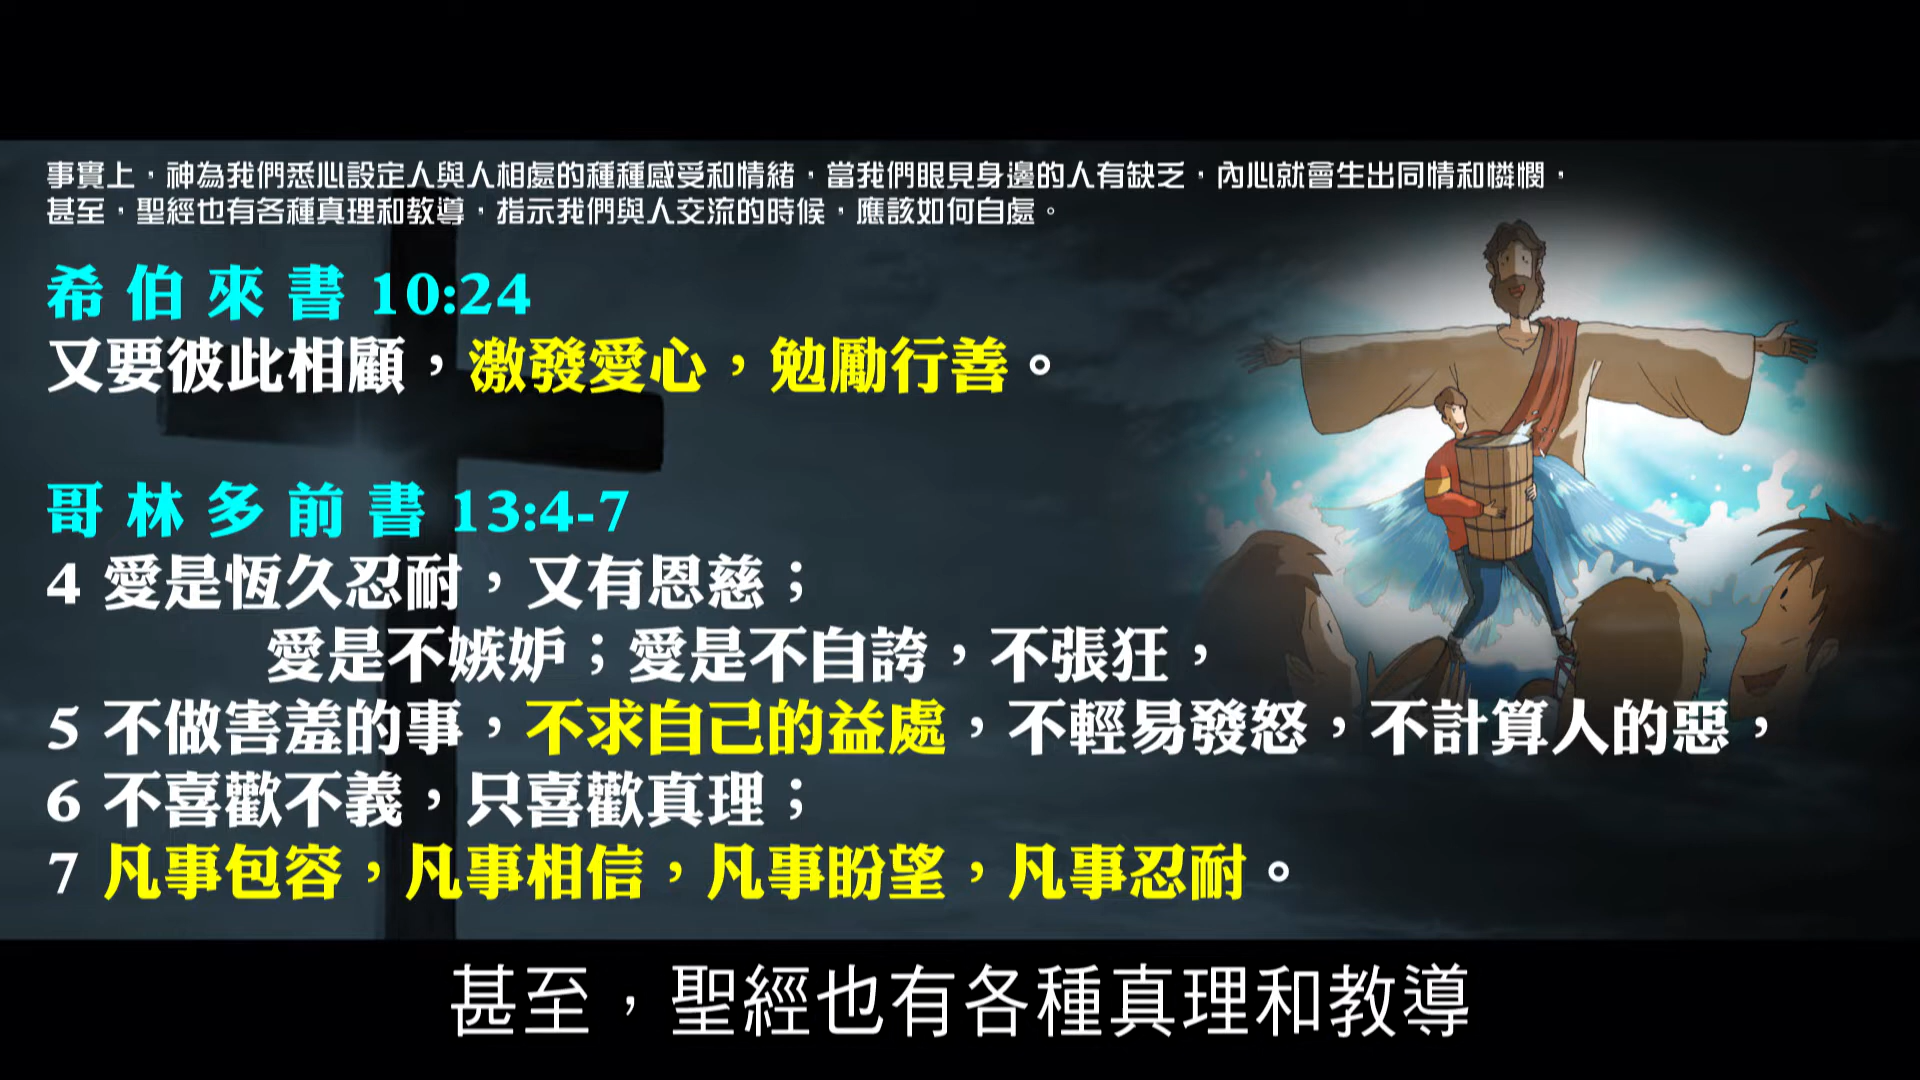 事實上，神為我們悉心設定人與人相處的種種感受和情緒，當我們眼見身邊的人有缺乏，內心就會生出同情和憐憫，
甚至，聖經也有各種真理和教導，指示我們與人交流的時候，應該如何自處。
希伯來書 10:24
又要彼此相顧，激發愛心，勉勵行善。
哥林多前書 13:4-7
4 愛是恆久忍耐，又有恩慈；
愛是不嫉妒；愛是不自誇，不張狂，
5 不做害羞的事，不求自己的益處，不輕易發怒，不計算人的惡，
6 不喜歡不義，只喜歡真理；
7 凡事包容，凡事相信，凡事盼望，凡事忍耐。
甚至，聖經也有各種真理和教導